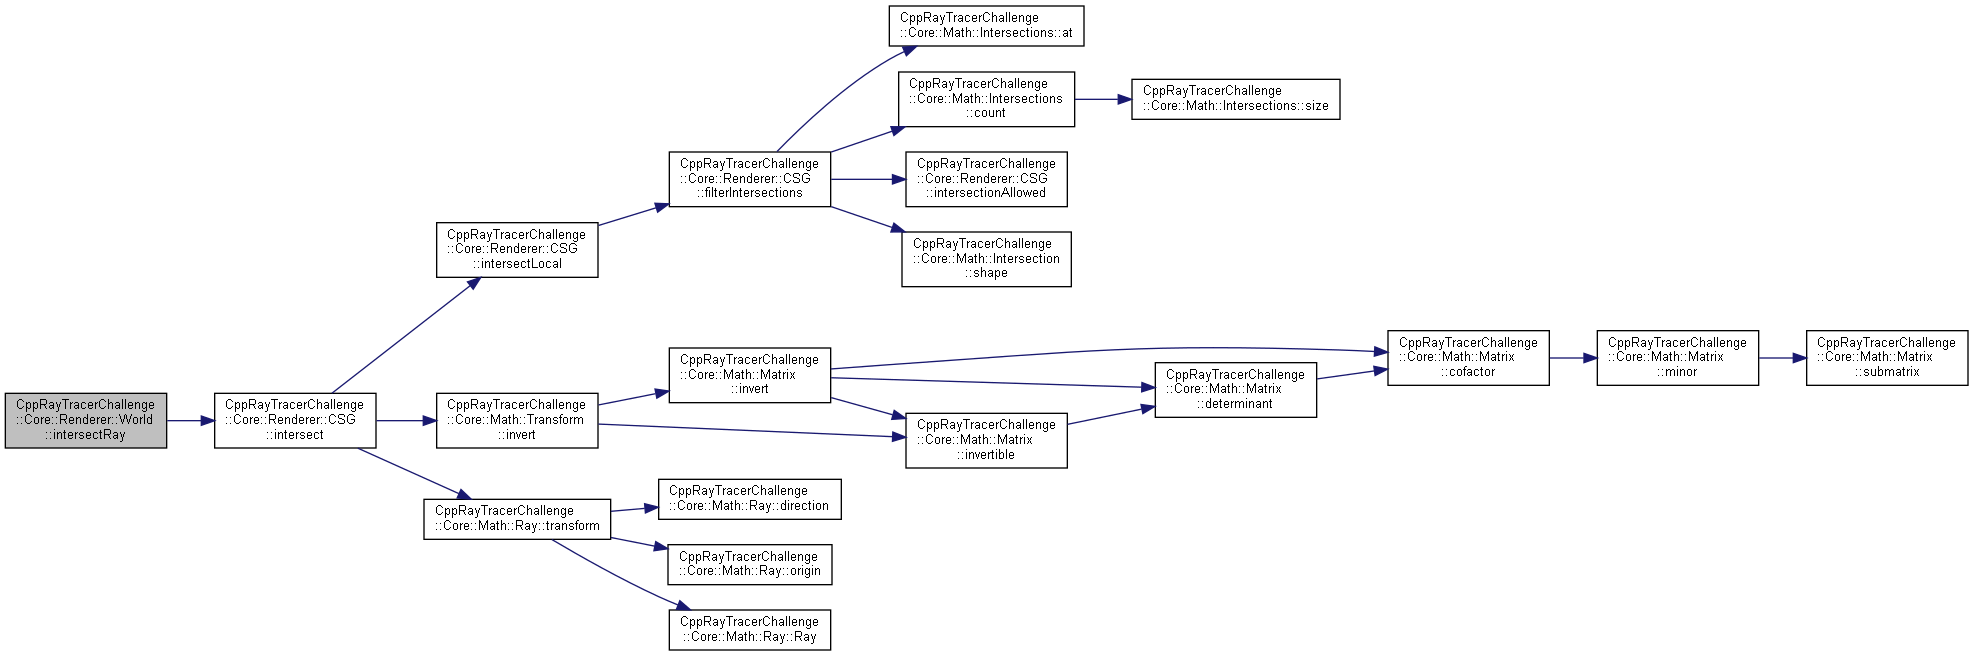 CppRayTracerChallenge
::Core::Math::Intersections::at
CppRayTracerChallenge
::Core::Math::Intersections
::count
CppRayTracerChallenge
::Core::Math::Intersections::size
CppRayTracerChallenge
::Core::Renderer::CSG
::filterIntersections
CppRayTracerChallenge
::Core::Renderer::CSG
::intersectionAllowed
CppRayTracerChallenge
::Core::Renderer::CSG
::intersectLocal
CppRayTracerChallenge
::Core::Math::Intersection
::shape
CppRayTracerChallenge
::Core::Math::Matrix
::invert
CppRayTracerChallenge
::Core::Math::Matrix
::cofactor
CppRayTracerChallenge
::Core::Math::Matrix
::minor
CppRayTracerChallenge
::Core::Math::Matrix
::submatrix
CppRayTracerChallenge
::Core::Math::Matrix
::determinant
CppRayTracerChallenge
::Core::Renderer::World
::intersectRay
CppRayTracerChallenge
::Core::Renderer::CSG
::intersect
CppRayTracerChallenge
::Core::Math::Transform
::invert
CppRayTracerChallenge
::Core::Math::Matrix
::invertible
CppRayTracerChallenge
::Core::Math::Ray::direction
CppRayTracerChallenge
::Core::Math::Ray::transform
CppRayTracerChallenge
::Core::Math::Ray::origin
CppRayTracerChallenge
::Core::Math::Ray::Ray